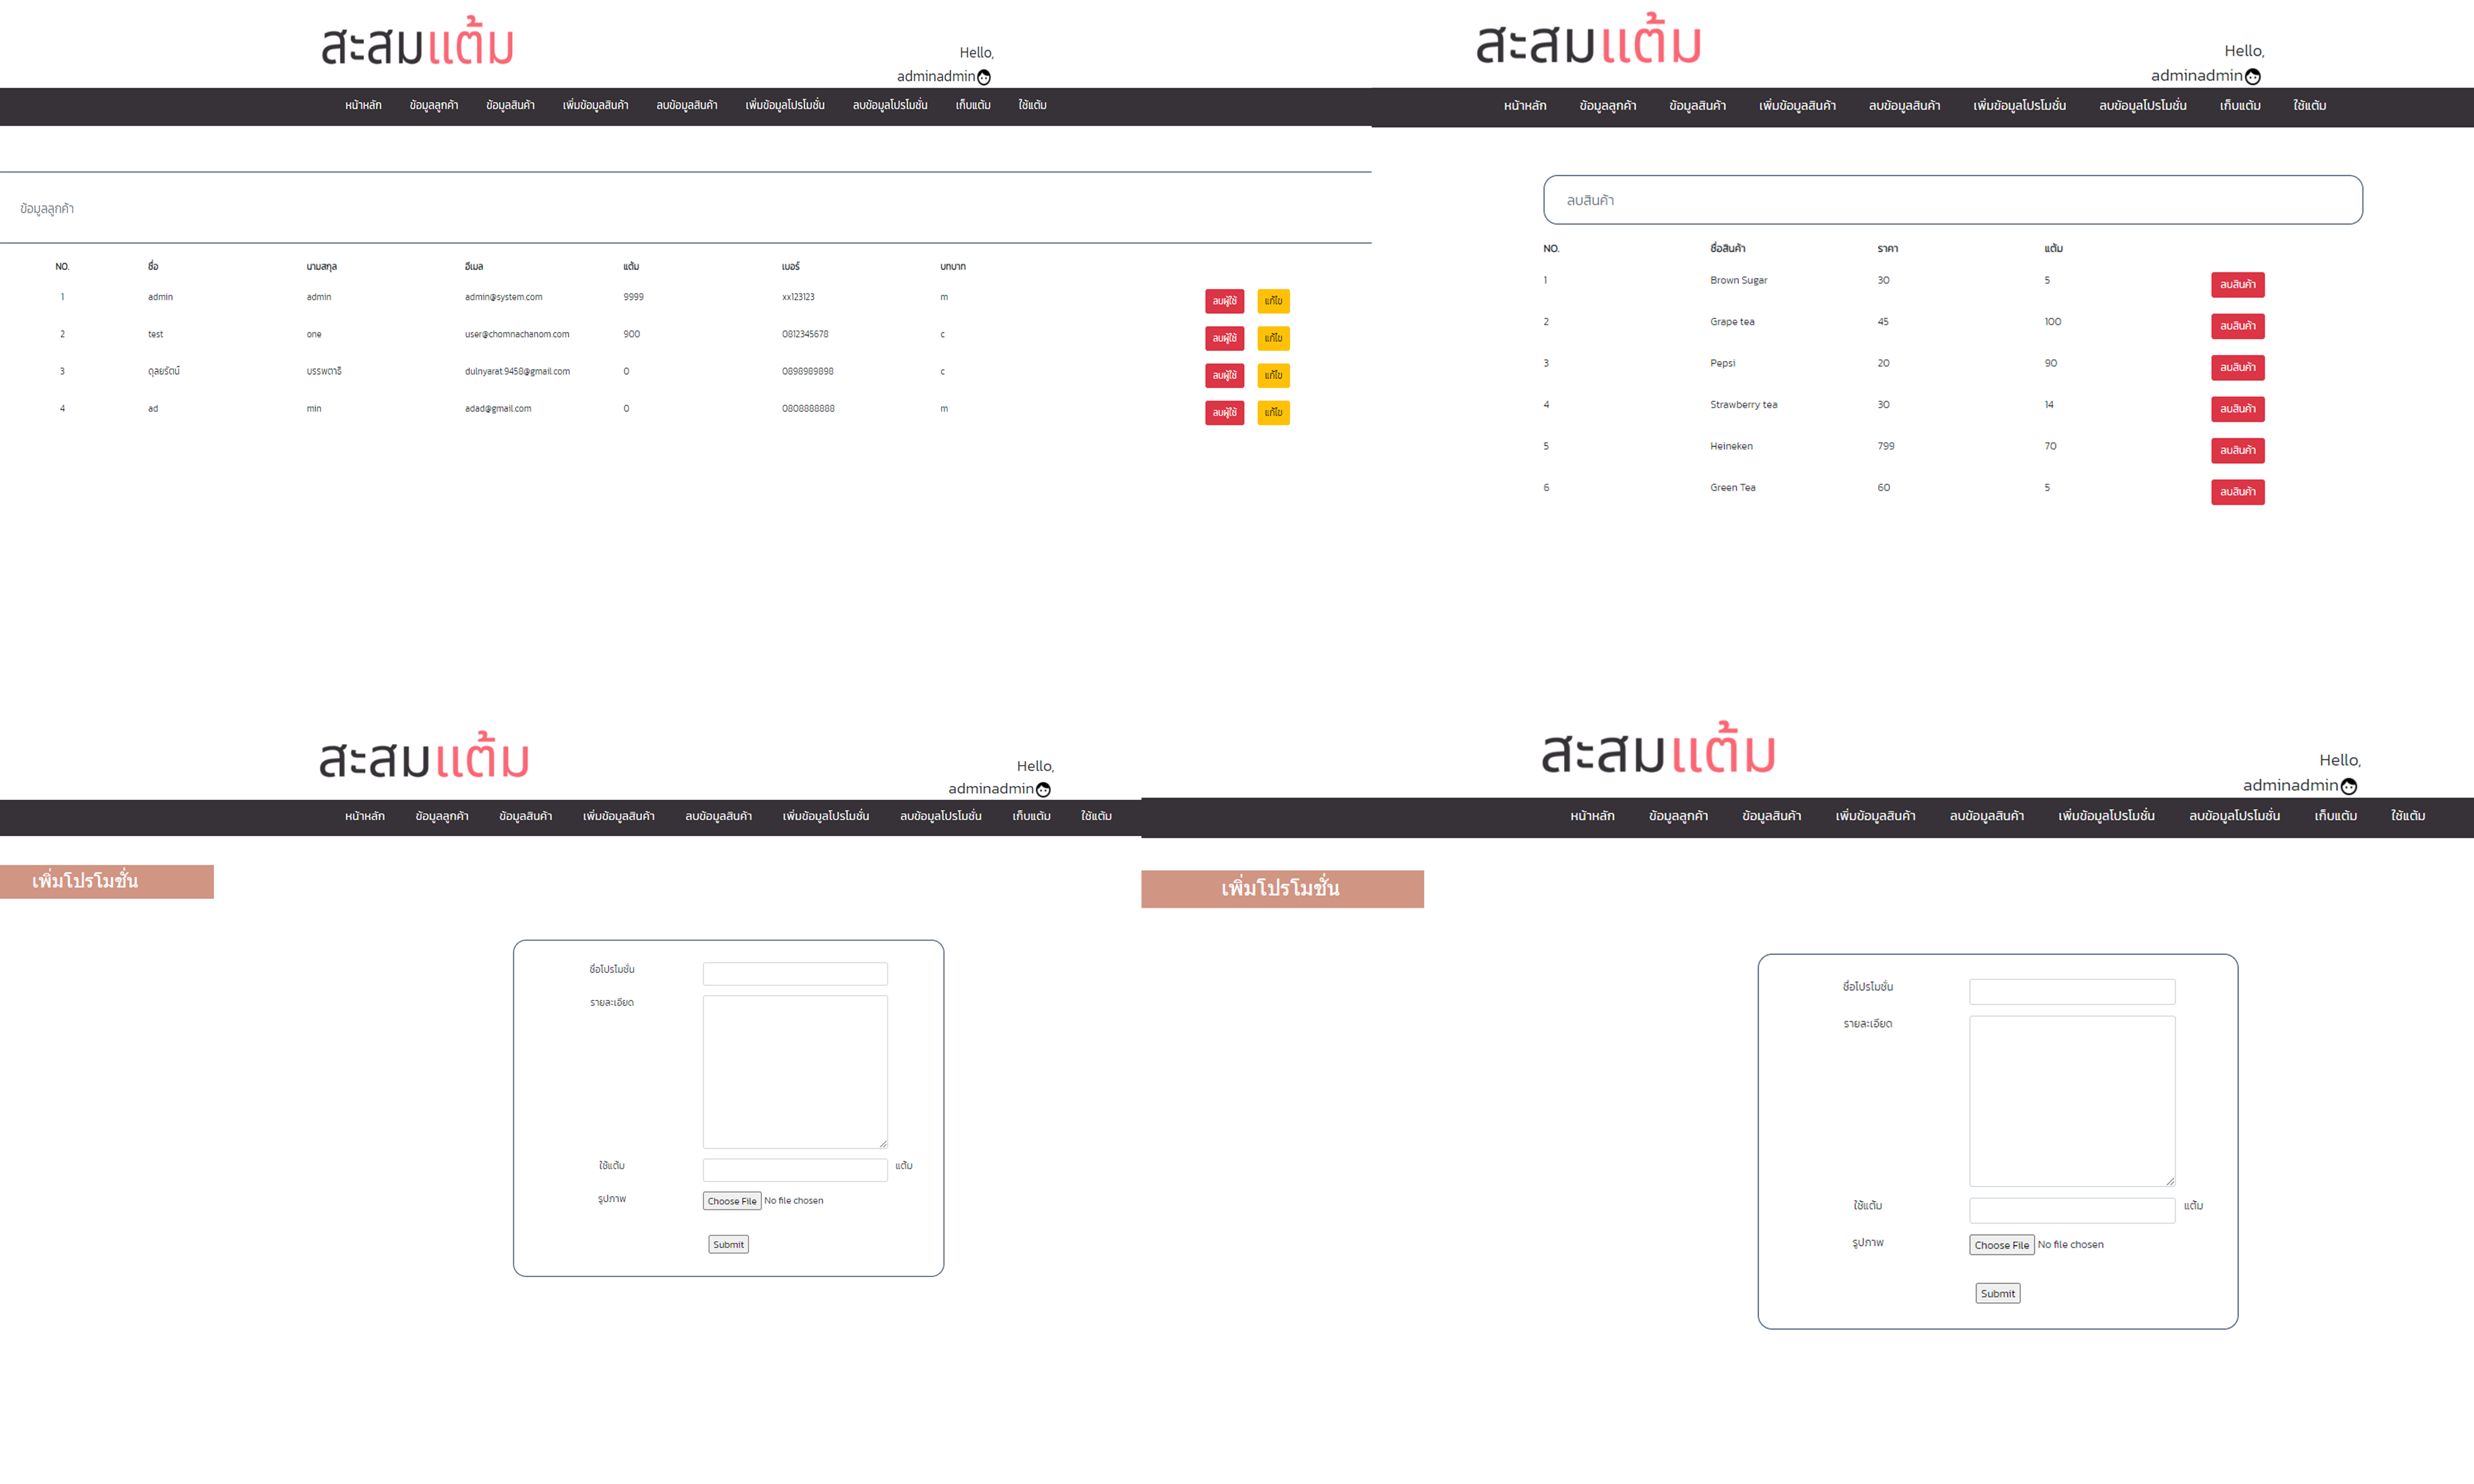 สะสมแต้ม
Hello,
adminadmin
หน้าหลัก ข้อมูลลูกค้า ข้อมูลสินค้า เพิ่มข้อมูลสินค้า ลบข้อมูลสินค้า เพิ่มข้อมูลโปรโมชั่น ลบข้อมูลโปรโมชั่น เก็บแต้ม ใช้แต้ม
ข้อมูลลูกค้า
NO. ชื่อ นามสกุล อีเมล แต้ม เบอร์ บทบาท
1 admin admin admin@system.com 9999 xx123123 m ลบผู้ใช้ แก้ไข
2 test one user@chomnachanom.com 900 0812345678 c ลบผู้ใช้ แก้ไข
3 ดุลยรัตน์ บรรพตาธิ dulnyarat.9458@gmail.com 0 0898989898 c ลบผู้ใช้ แก้ไข
4 ad min adad@gmail.com 0 0808888888 m ลบผู้ใช้ แก้ไข
สะสมแต้ม
Hello,
adminadmin
หน้าหลัก ข้อมูลลูกค้า ข้อมูลสินค้า เพิ่มข้อมูลสินค้า ลบข้อมูลสินค้า เพิ่มข้อมูลโปรโมชั่น ลบข้อมูลโปรโมชั่น เก็บแต้ม ใช้แต้ม
ลบสินค้า
NO. ชื่อสินค้า ราคา แต้ม
1 Brown Sugar 30 5 ลบสินค้า
2 Grape tea 45 100 ลบสินค้า
3 Pepsi 20 90 ลบสินค้า
4 Strawberry tea 30 14 ลบสินค้า
5 Heineken 799 70 ลบสินค้า
6 Green Tea 60 5 ลบสินค้า
สะสมแต้ม
Hello,
adminadmin
หน้าหลัก ข้อมูลลูกค้า ข้อมูลสินค้า เพิ่มข้อมูลสินค้า ลบข้อมูลสินค้า เพิ่มข้อมูลโปรโมชั่น ลบข้อมูลโปรโมชั่น เก็บแต้ม ใช้แต้ม
เพิ่มโปรโมชั่น
ชื่อโปรโมชั่น
รายละเอียด
ใช้แต้ม แต้ม
รูปภาพ Choose File No file chosen
Submit
สะสมแต้ม
Hello,
adminadmin
หน้าหลัก ข้อมูลลูกค้า ข้อมูลสินค้า เพิ่มข้อมูลสินค้า ลบข้อมูลสินค้า เพิ่มข้อมูลโปรโมชั่น ลบข้อมูลโปรโมชั่น เก็บแต้ม ใช้แต้ม
เพิ่มโปรโมชั่น
ชื่อโปรโมชั่น
รายละเอียด
ใช้แต้ม แต้ม
รูปภาพ Choose File No file chosen
Submit